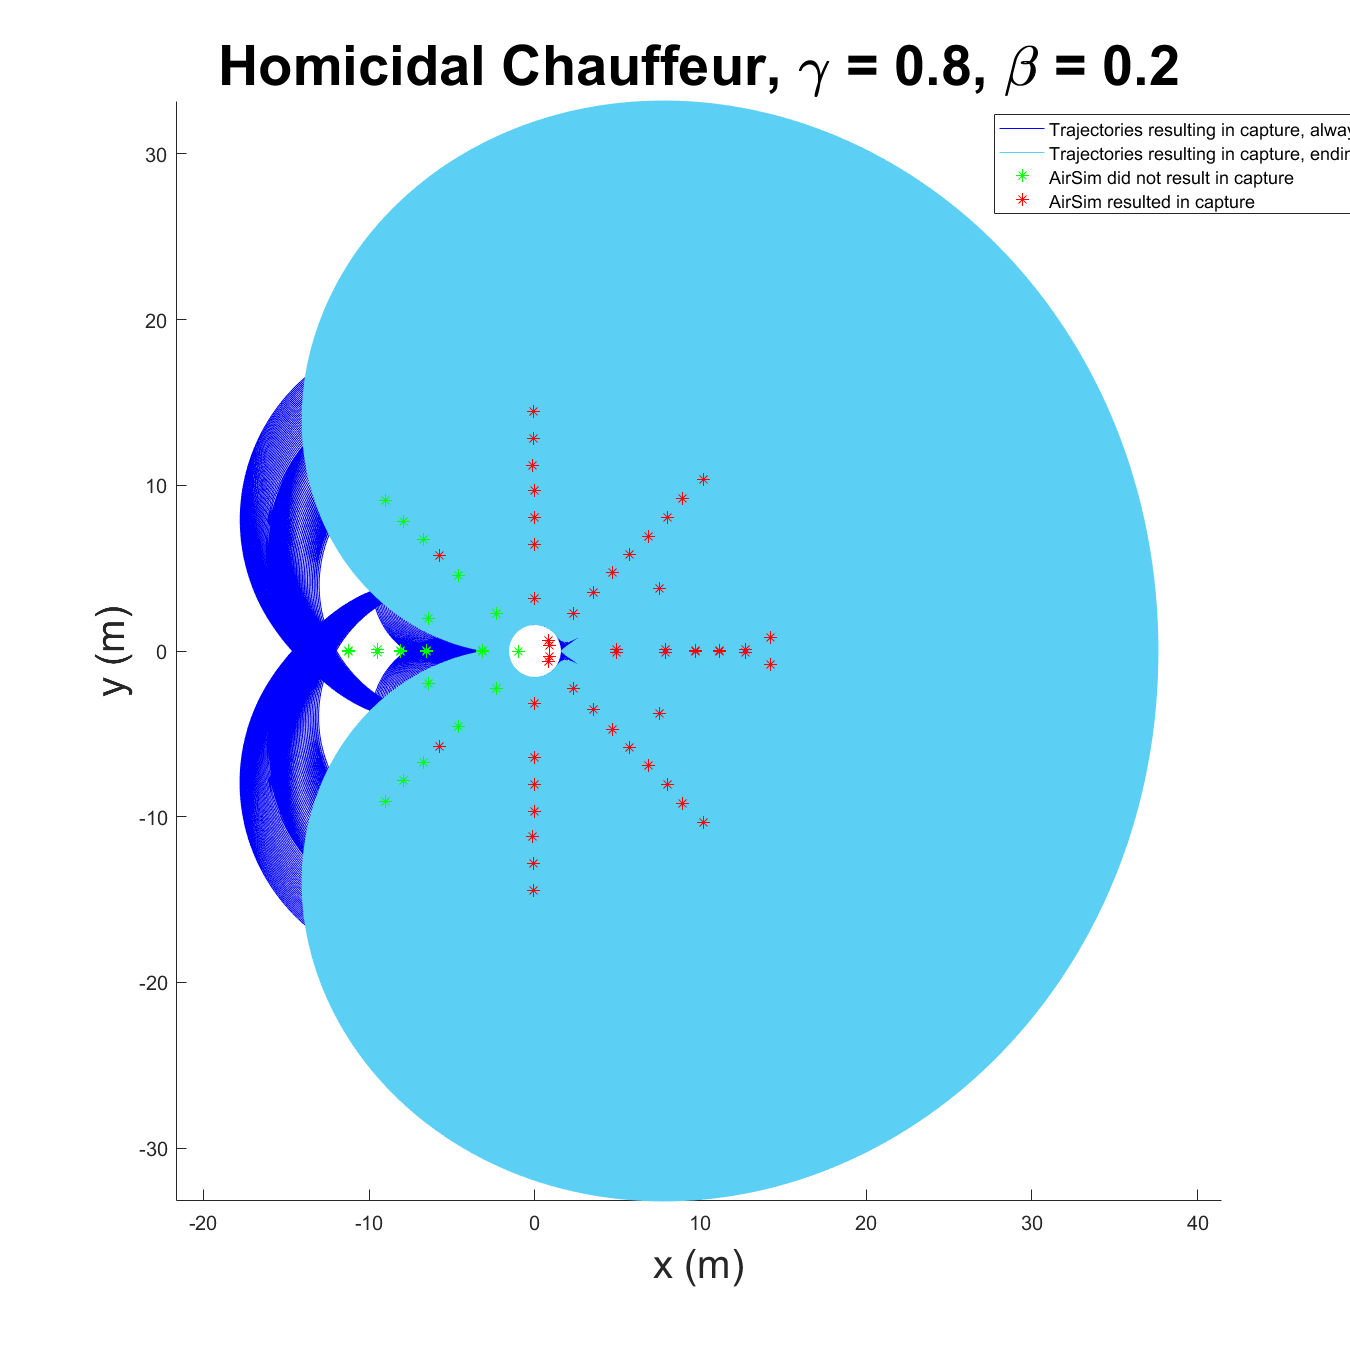 Homicidal Chauffeur, γ = 0.8, β = 0.2
Trajectories resulting in capture, alway
Trajectories resulting in capture, endin
AirSim did not result in capture
AirSim resulted in capture
30
20
10
0
-10
-20
-30
y (m)
-20 -10 0 10 20 30 40
x (m)